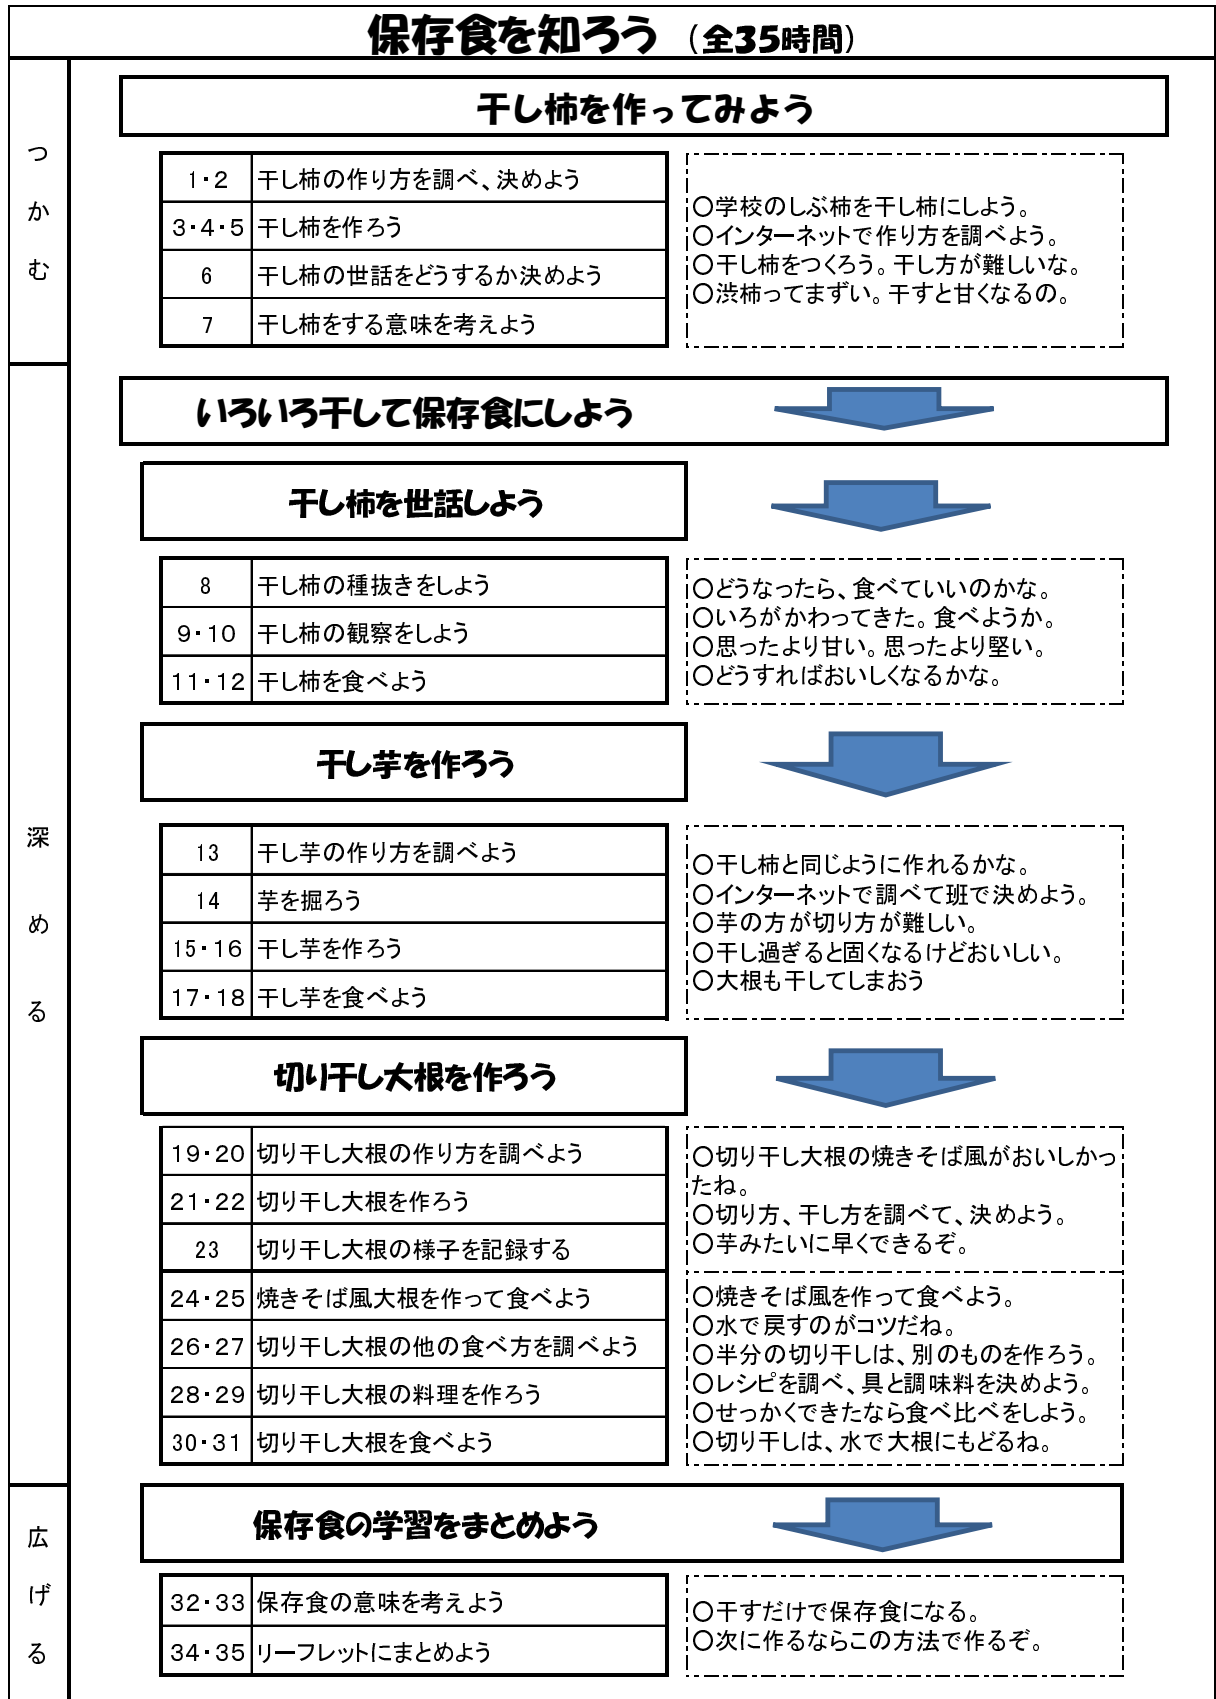 保存食を知ろう （全35時間）
つかむ
干し柿を作ってみよう
1・2 干し柿の作り方を調べ、決めよう
3・4・5 干し柿を作ろう
6 干し柿の世話をどうするか決めよう
7 干し柿をする意味を考えよう
○学校のしぶ柿を干し柿にしよう。
○インターネットで作り方を調べよう。
○干し柿をつくろう。干し方が難しいな。
○渋柿ってまずい。干すと甘くなるの。
深める
いろいろ干して保存食にしよう
干し柿を世話しよう
8 干し柿の種抜きをしよう
9・10 干し柿の観察をしよう
11・12 干し柿を食べよう
○どうなったら、食べていいのかな。
○いろがかわってきた。食べようか。
○思ったより甘い。思ったより堅い。
○どうすればおいしくなるかな。
干し芋を作ろう
13 干し芋の作り方を調べよう
14 芋を掘ろう
15・16 干し芋を作ろう
17・18 干し芋を食べよう
○干し柿と同じように作れるかな。
○インターネットで調べて班で決めよう。
○芋の方が切り方が難しい。
○干し過ぎると固くなるけどおいしい。
○大根も干してしまおう
切り干し大根を作ろう
19・20 切り干し大根の作り方を調べよう
21・22 切り干し大根を作ろう
23 切り干し大根の様子を記録する
○切り干し大根の焼きそば風がおいしかっ
たね。
○切り方、干し方を調べて、決めよう。
○芋みたいに早くできるぞ。
24・25 焼きそば風大根を作って食べよう
26・27 切り干し大根の他の食べ方を調べよう
28・29 切り干し大根の料理を作ろう
30・31 切り干し大根を食べよう
○焼きそば風を作って食べよう。
○水で戻すのがコツだね。
○半分の切り干しは、別のものを作ろう。
○レシピを調べ、具と調味料を決めよう。
○せっかくできたなら食べ比べをしよう。
○切り干しは、水で大根にもどるね。
広げる
保存食の学習をまとめよう
32・33 保存食の意味を考えよう
34・35 リーフレットにまとめよう
○干すだけで保存食になる。
○次に作るならこの方法で作るぞ。